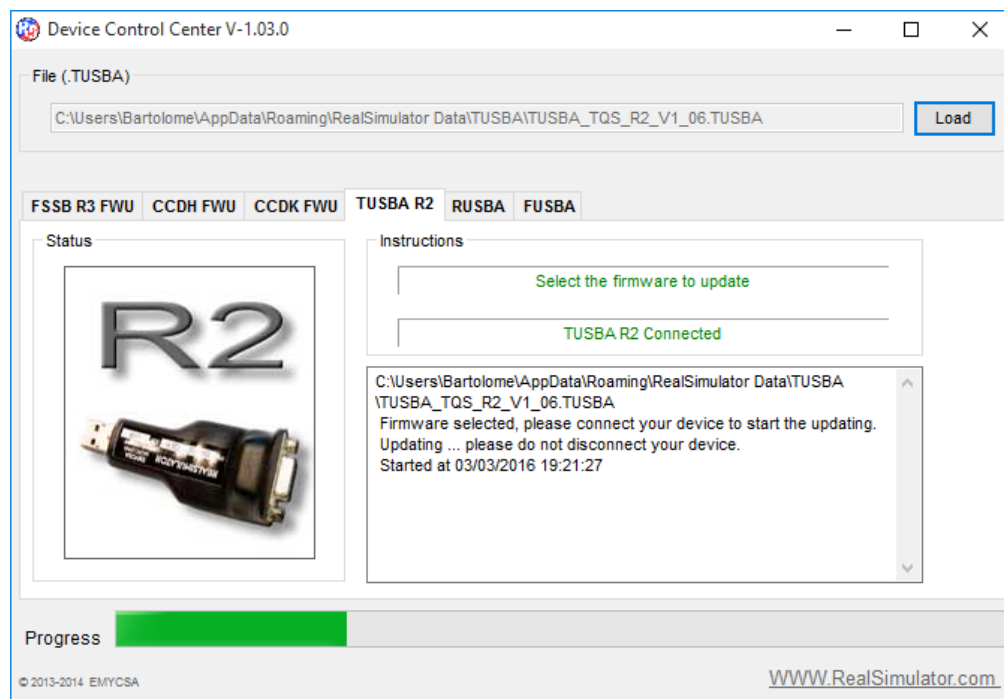 Device Control Center V-1.03.0
File (.TUSBA)
C:\Users\Bartolome\AppData\Roaming\RealSimulator Data\TUSBA\TUSBA_TQS_R2_V1_06.TUSBA
Load
FSSB R3 FWU CCDH FWU CCDK FWU TUSBA R2 RUSBA FUSBA
Status
Instructions
R2
REALSIMULATOR
Select the firmware to update
TUSBA R2 Connected
C:\Users\Bartolome\AppData\Roaming\RealSimulator Data\TUSBA
\TUSBA_TQS_R2_V1_06.TUSBA
Firmware selected, please connect your device to start the updating.
Updating ... please do not disconnect your device.
Started at 03/03/2016 19:21:27
Progress
© 2013-2014 EMYCSA
WWW.RealSimulator.com